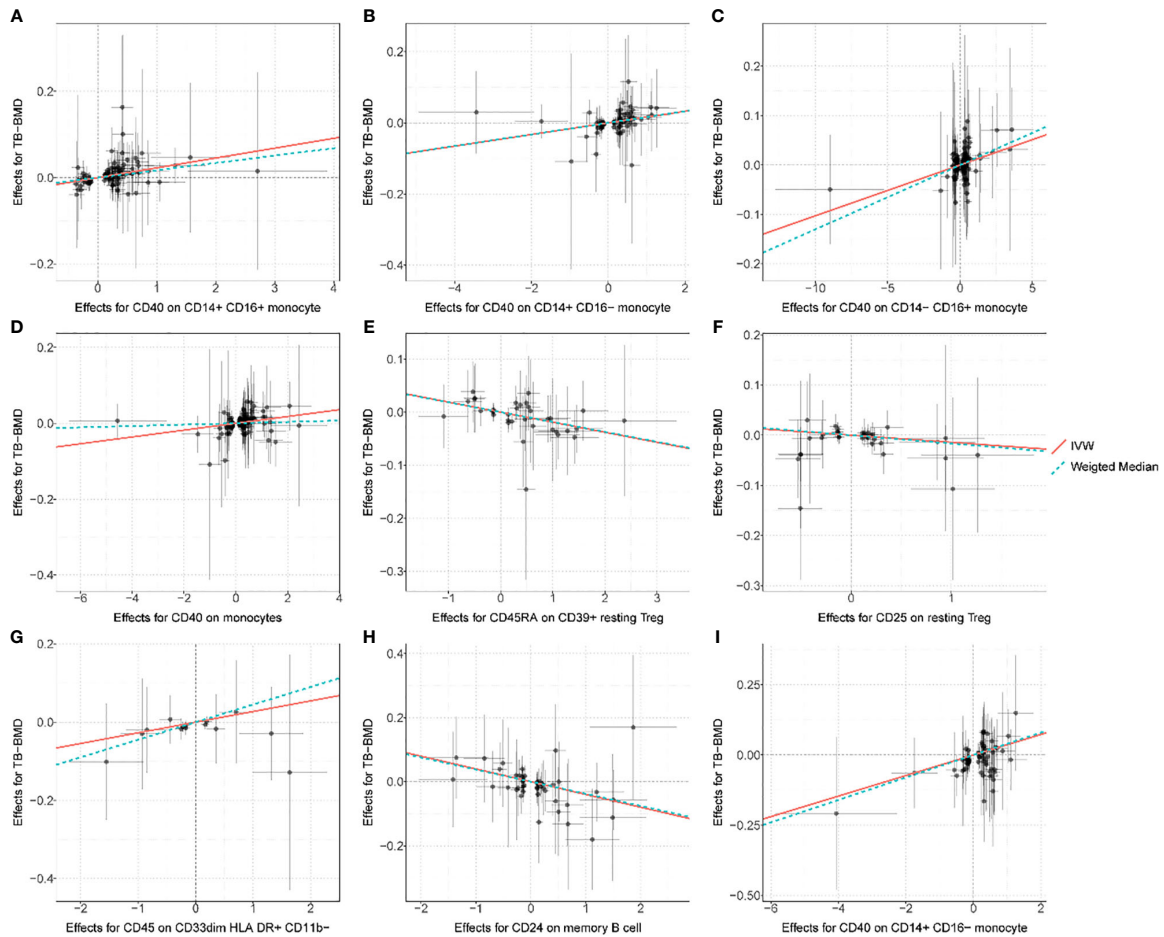 A
Effects for TB-BMD
0.2
0.0
−0.2
0
1
2
3
4
Effects for CD40 on CD14+ CD16+ monocyte
B
Effects for TB-BMD
0.2
0.0
−0.2
−0.4
−4
−2
0
2
Effects for CD40 on CD14+ CD16− monocyte
C
Effects for TB-BMD
0.2
0.1
0.0
−0.1
−0.2
−10
−5
0
5
Effects for CD40 on CD14− CD16+ monocyte
D
Effects for TB-BMD
0.2
0.0
−0.2
−0.4
−6
−4
−2
0
2
4
Effects for CD40 on monocytes
E
Effects for TB-BMD
0.1
0.0
−0.1
−0.2
−0.3
−1
0
1
2
3
Effects for CD45RA on CD39+ resting Treg
F
Effects for TB-BMD
0.2
0.1
0.0
−0.1
−0.2
−0.3
0
1
Effects for CD25 on resting Treg
IVW
Weigted Median
G
Effects for TB-BMD
0.2
0.0
−0.2
−0.4
−2
−1
0
1
2
Effects for CD45 on CD33dim HLA DR+ CD11b−
H
Effects for TB-BMD
0.4
0.2
0.0
−0.2
−2
−1
0
1
2
Effects for CD24 on memory B cell
I
Effects for TB-BMD
0.25
0.00
−0.25
−0.50
−6
−4
−2
0
2
Effects for CD40 on CD14+ CD16− monocyte